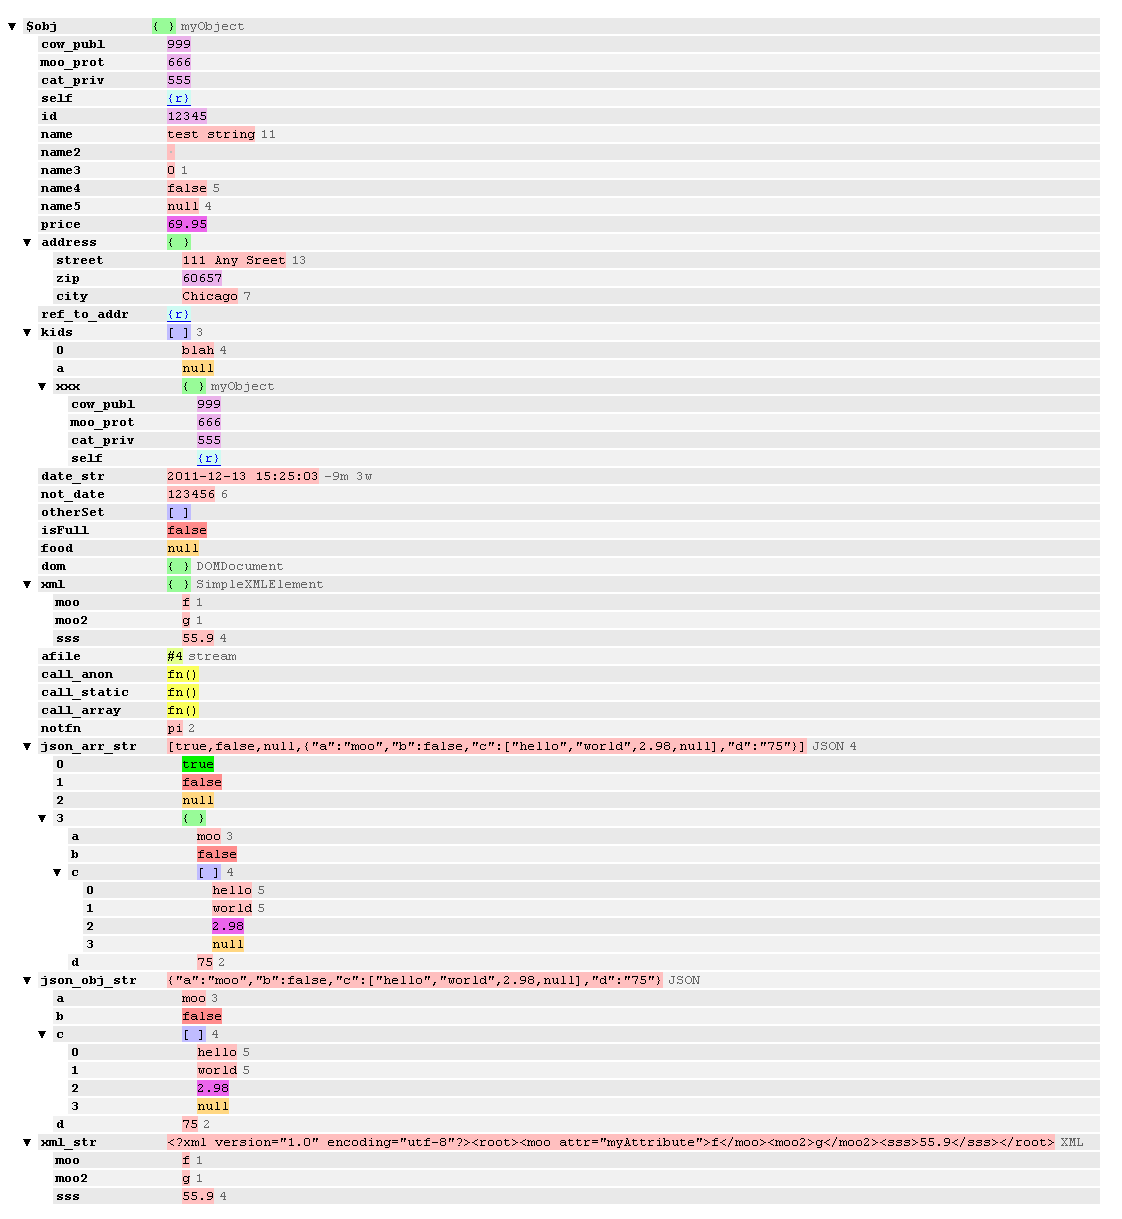 ▼ $obj { } myObject
cow_publ 999
moo_prot 666
cat_priv 555
self {r}
id 12345
name test string 11
name2
name3 0 1
name4 false 5
name5 null 4
price 69.95
▼ address { }
street 111 Any Sreet 13
zip 60657
city Chicago 7
ref_to_addr {r}
▼ kids [ ] 3
0 blah 4
a null
▼ xxx { } myObject
cow_publ 999
moo_prot 666
cat_priv 555
self {r}
date_str 2011-12-13 15:25:03 -9m 3w
not_date 123456 6
otherSet [ ]
isFull false
food null
dom { } DOMDocument
▼ xml { } SimpleXMLElement
moo f 1
moo2 g 1
sss 55.9 4
afile #4 stream
call_anon fn()
call_static fn()
call_array fn()
notfn pi 2
▼ json_arr_str [true,false,null,{"a":"moo","b":false,"c":["hello","world",2.98,null],"d":"75"}] JSON 4
0 true
1 false
2 null
▼ 3 { }
a moo 3
b false
▼ c [ ] 4
0 hello 5
1 world 5
2 2.98
3 null
d 75 2
▼ json_obj_str {"a":"moo","b":false,"c":["hello","world",2.98,null],"d":"75"} JSON
a moo 3
b false
▼ c [ ] 4
0 hello 5
1 world 5
2 2.98
3 null
d 75 2
▼ xml_str <?xml version="1.0" encoding="utf-8"?><root><moo attr="myAttribute">f</moo><moo2>g</moo2><sss>55.9</sss></root> XML
moo f 1
moo2 g 1
sss 55.9 4